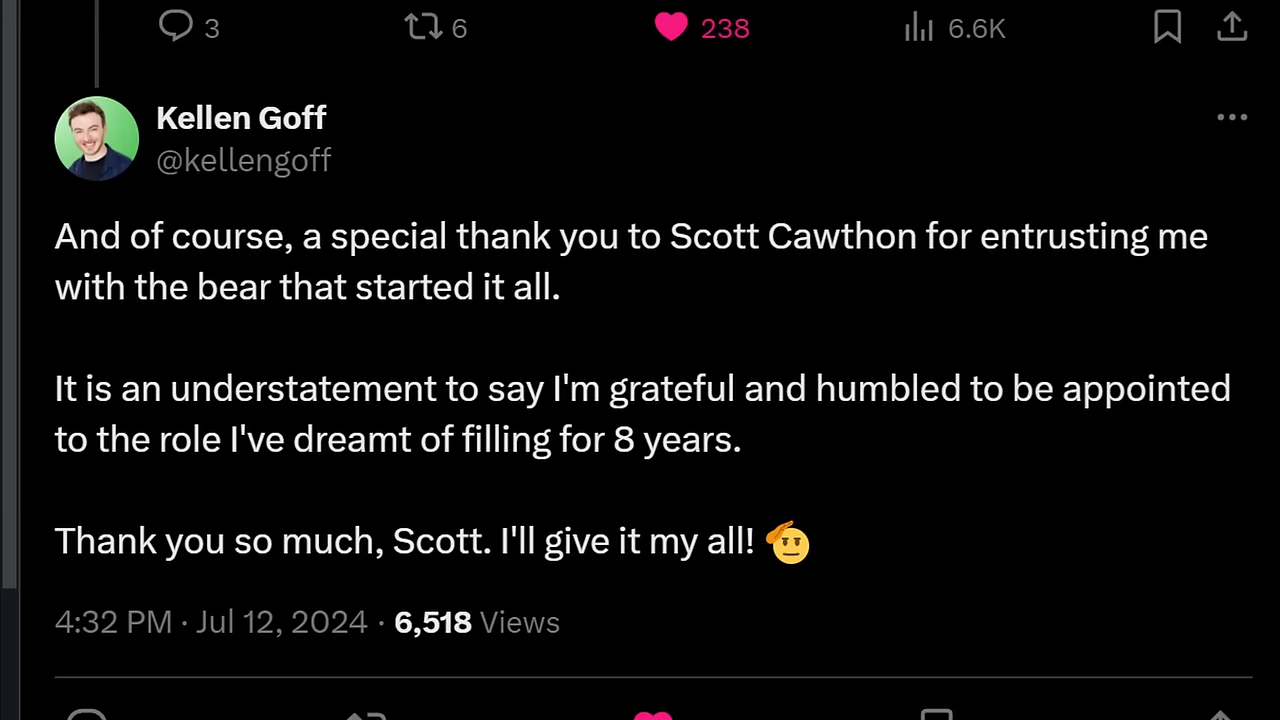 3 6 238 6.6K
Kellen Goff
@kellengoff
And of course, a special thank you to Scott Cawthon for entrusting me
with the bear that started it all.
It is an understatement to say I'm grateful and humbled to be appointed
to the role I've dreamt of filling for 8 years.
Thank you so much, Scott. I'll give it my all! 🫡
4:32 PM · Jul 12, 2024 · 6,518 Views